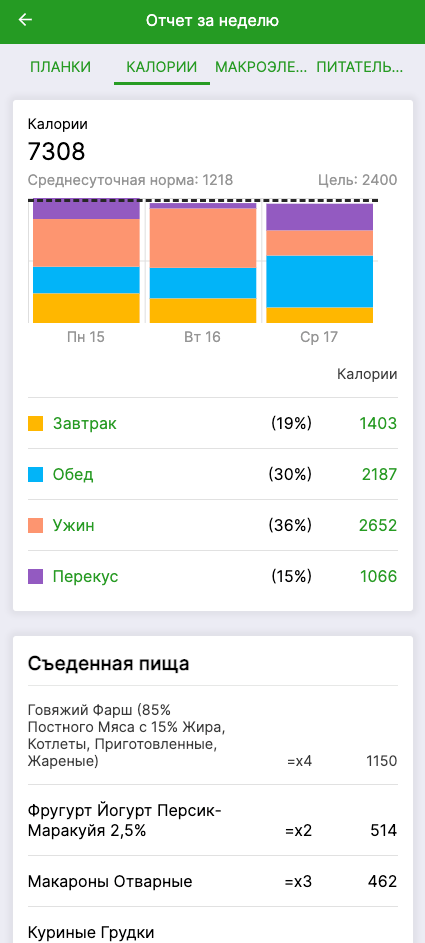 Отчет за неделю
ПЛАНКИ КАЛОРИИ МАКРОЭЛЕ... ПИТАТЕЛЬ...
Калории
7308
Среднесуточная норма: 1218 Цель: 2400
Пн 15 Вт 16 Ср 17
Калории
Завтрак (19%) 1403
Обед (30%) 2187
Ужин (36%) 2652
Перекус (15%) 1066
Съеденная пища
Говяжий Фарш (85%
Постного Мяса с 15% Жира,
Котлеты, Приготовленные,
Жареные) =x4 1150
Фругурт Йогурт Персик-
Маракуйя 2,5% =x2 514
Макароны Отварные =x3 462
Куриные Грудки